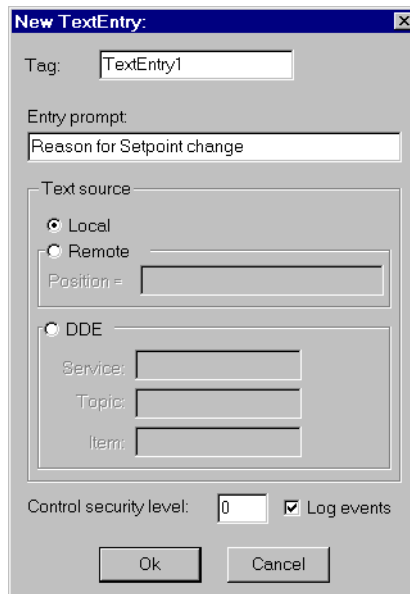 New TextEntry:
Tag: TextEntry1
Entry prompt:
Reason for Setpoint change
Text source
Local
Remote
Position =
DDE
Service:
Topic:
Item:
Control security level: 0 Log events
Ok Cancel